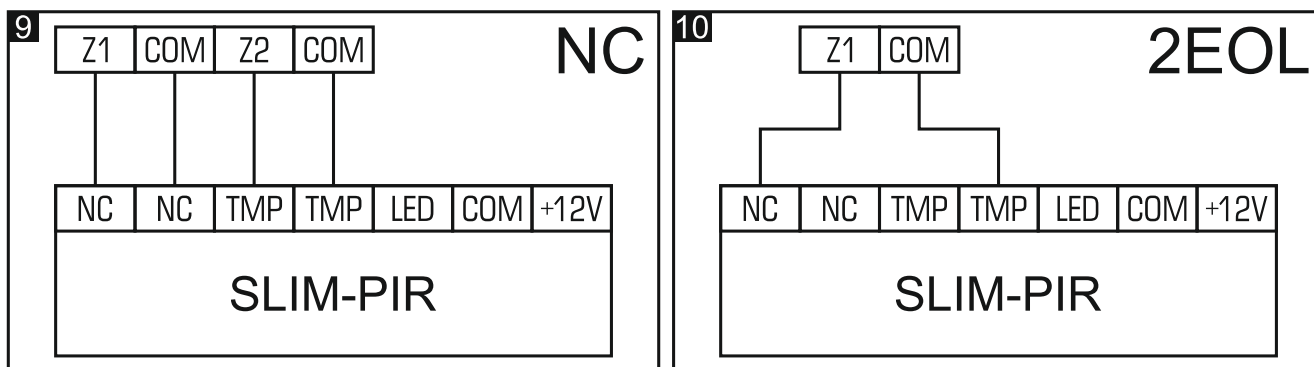 9
Z1 COM Z2 COM
NC
NC NC TMP TMP LED COM +12V
SLIM-PIR
10
Z1 COM
2EOL
NC NC TMP TMP LED COM +12V
SLIM-PIR